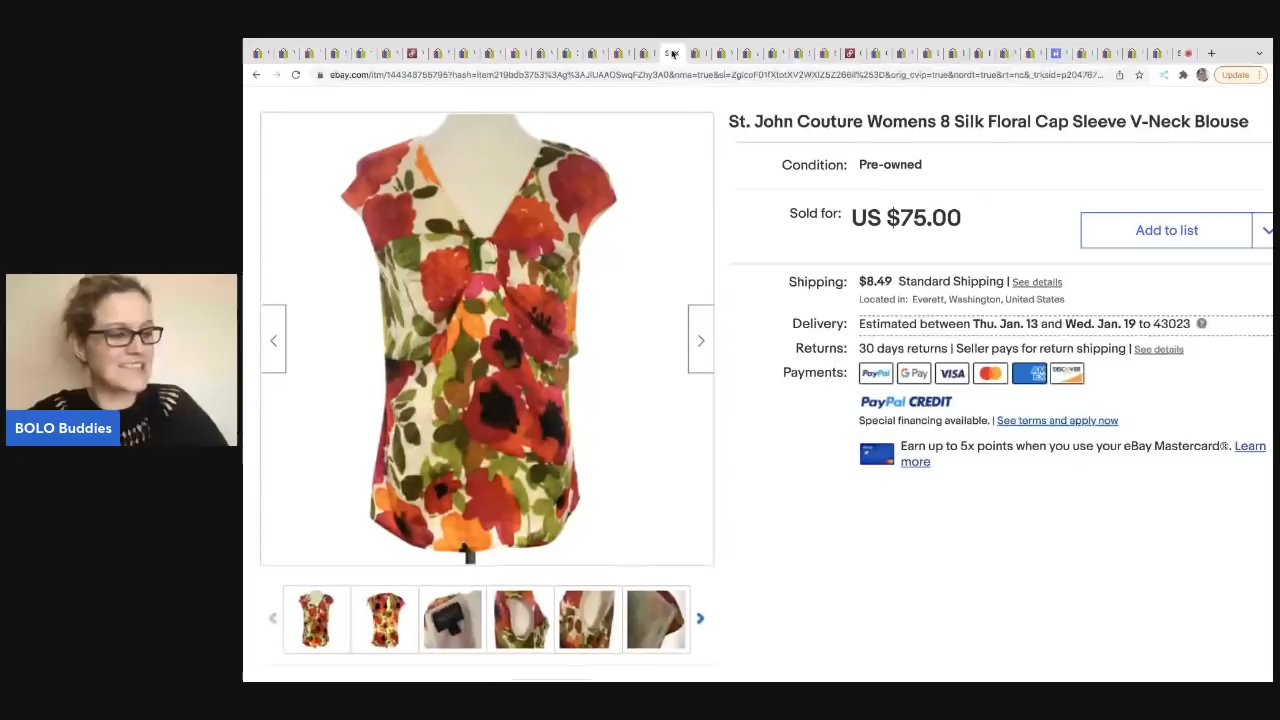 ebay.com/itm/144348755795?hash=item219bdb3753%3Ag%3AJiUAAOSwqFZhy3A0&nma=true&si=ZgIcoF01fXtotXV2WXlZ5Z266iI%253D&orig_cvip=true&nordt=true&rt=nc&_trksid=p204767...
Update
St. John Couture Womens 8 Silk Floral Cap Sleeve V-Neck Blouse
Condition: Pre-owned
Sold for: US $75.00
Add to list
Shipping: $8.49 Standard Shipping | See details
Located in: Everett, Washington, United States
Delivery: Estimated between Thu. Jan. 13 and Wed. Jan. 19 to 43023
Returns: 30 days returns | Seller pays for return shipping | See details
Payments: PayPal G Pay VISA AM EX DISCOVER
PayPal CREDIT
Special financing available. | See terms and apply now
Earn up to 5x points when you use your eBay Mastercard®. Learn
more
BOLO Buddies